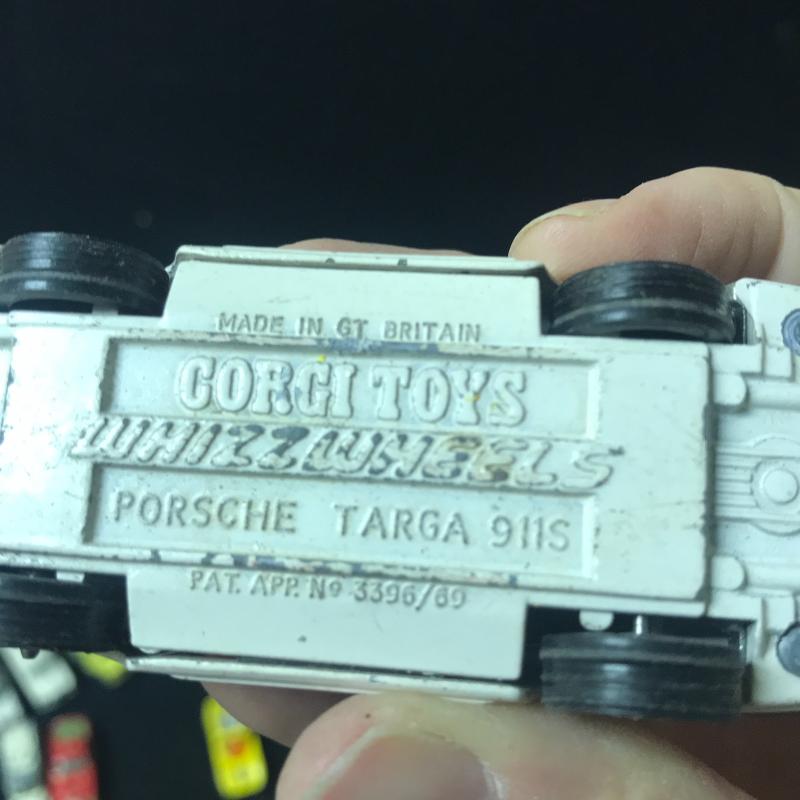 MADE IN GT BRITAIN
CORGI TOYS
WHIZZWHEELS
PORSCHE TARGA 911S
PAT. APP. Nº 3396/69